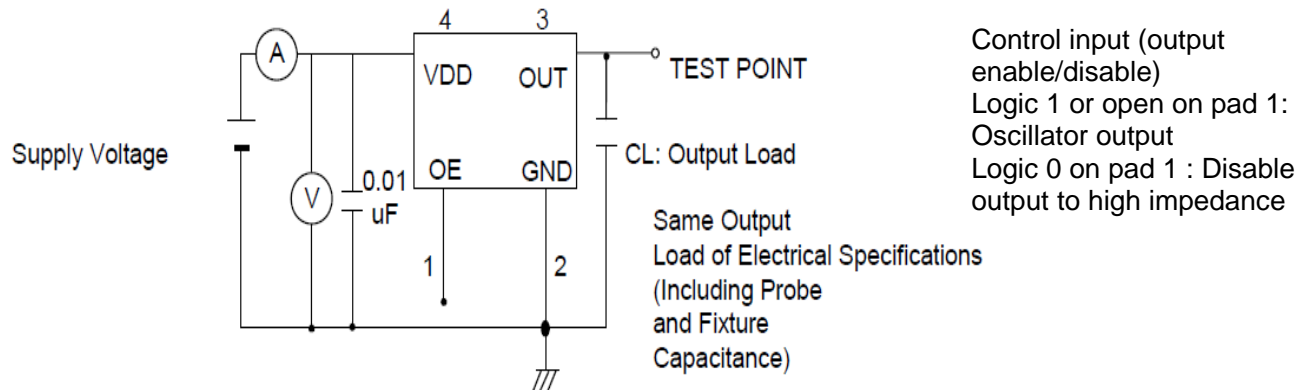 4
3
A
VDD
OUT
TEST POINT
Supply Voltage
V
0.01
uF
OE
GND
CL: Output Load
1
2
Same Output
Load of Electrical Specifications
(Including Probe
and Fixture
Capacitance)
Control input (output
enable/disable)
Logic 1 or open on pad 1:
Oscillator output
Logic 0 on pad 1 : Disable
output to high impedance